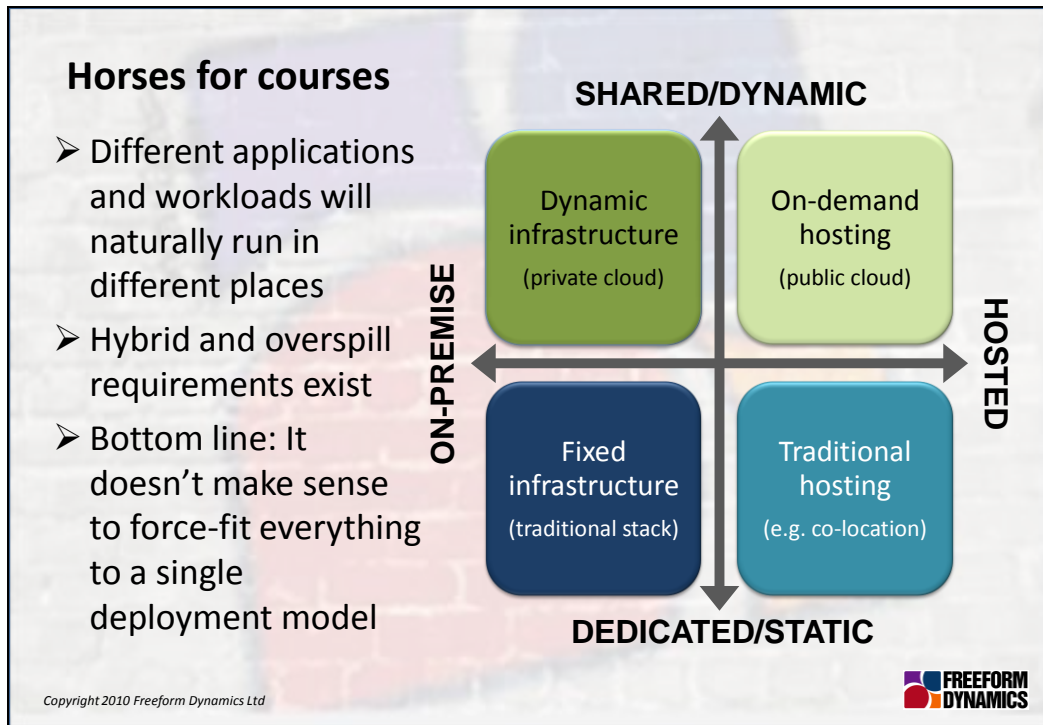 Horses for courses
➢ Different applications
and workloads will
naturally run in
different places
➢ Hybrid and overspill
requirements exist
➢ Bottom line: It
doesn’t make sense
to force-fit everything
to a single
deployment model
SHARED/DYNAMIC
Dynamic
infrastructure
(private cloud)
On-demand
hosting
(public cloud)
ON-PREMISE
HOSTED
Fixed
infrastructure
(traditional stack)
Traditional
hosting
(e.g. co-location)
DEDICATED/STATIC
Copyright 2010 Freeform Dynamics Ltd
FREEFORM
DYNAMICS